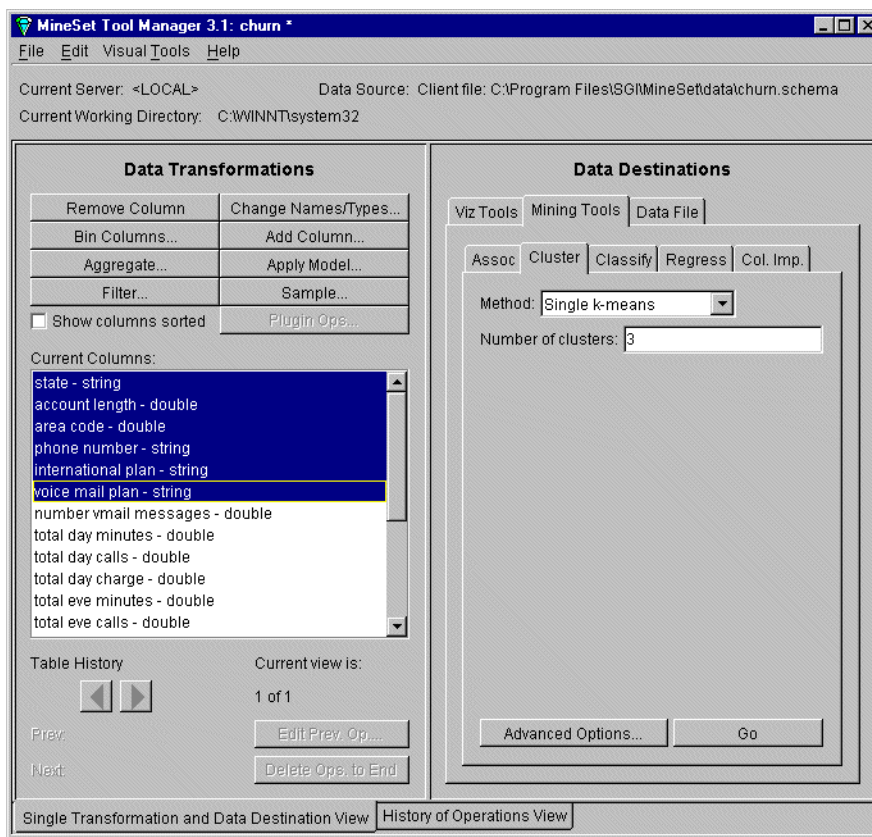 MineSet Tool Manager 3.1: churn *
File Edit Visual Tools Help
Current Server: <LOCAL> Data Source: Client file: C:\Program Files\SGI\MineSet\data\churn.schema
Current Working Directory: C:\WINNT\system32
Data Transformations
Remove Column Change Names/Types...
Bin Columns... Add Column...
Aggregate... Apply Model...
Filter... Sample...
Show columns sorted Plugin Ops...
Current Columns:
state - string
account length - double
area code - double
phone number - string
international plan - string
voice mail plan - string
number vmail messages - double
total day minutes - double
total day calls - double
total day charge - double
total eve minutes - double
total eve calls - double
Table History Current view is:
1 of 1
Prev: Edit Prev. Op....
Next: Delete Ops. to End
Data Destinations
Viz Tools Mining Tools Data File
Assoc Cluster Classify Regress Col. Imp.
Method: Single k-means
Number of clusters: 3
Advanced Options... Go
Single Transformation and Data Destination View History of Operations View